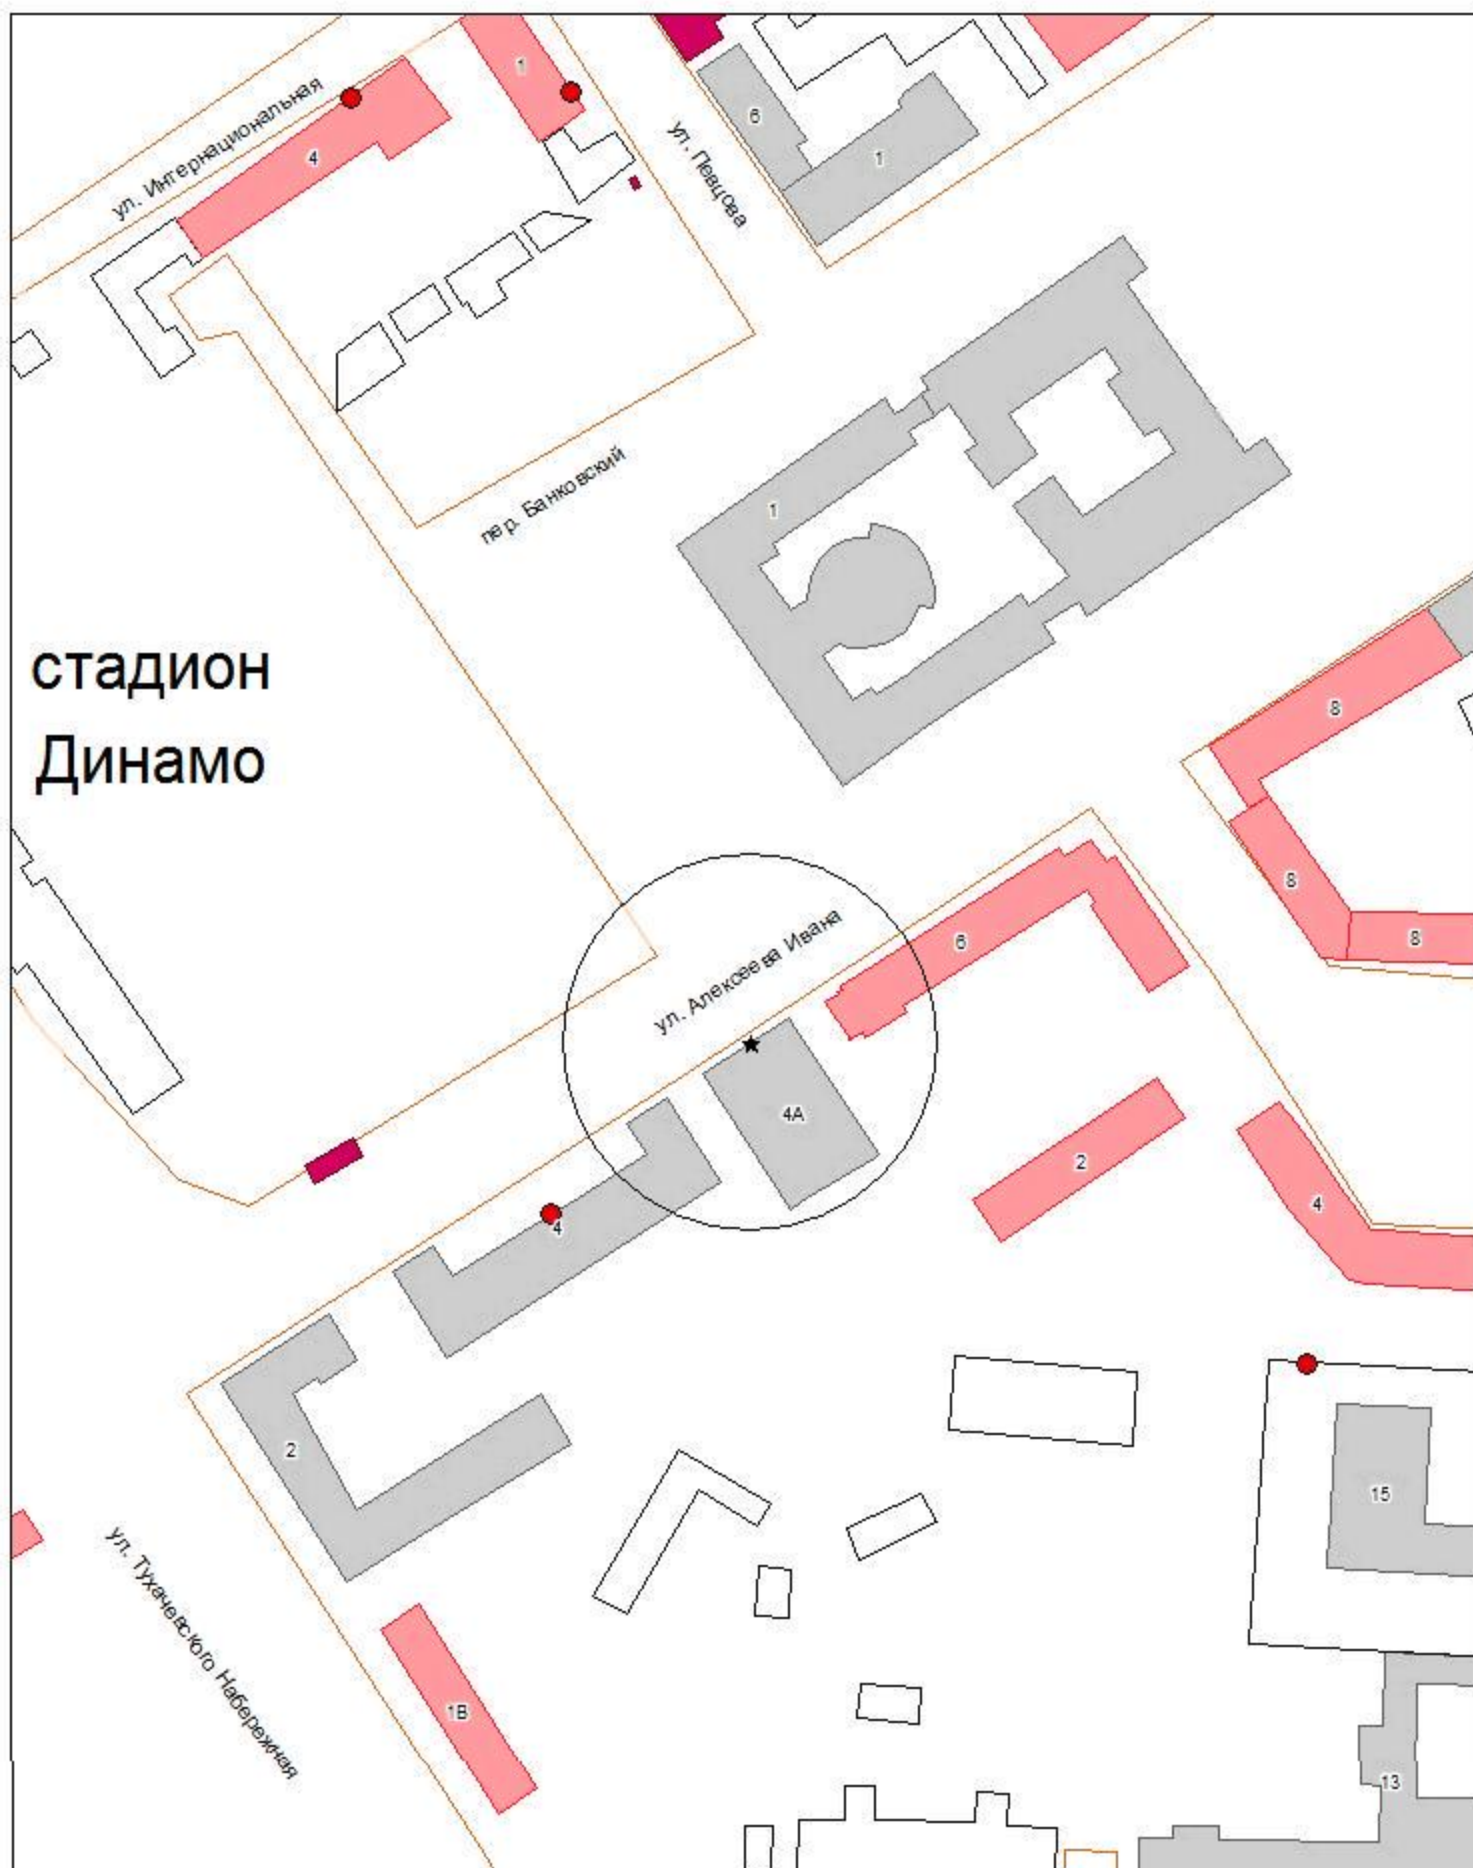 1
6
ул. Интернациональная
4
ул. Певцова
1
пер. Банковский
1
стадион
Динамо
8
8
8
6
ул. Алексеева Ивана
4А
2
4
4
2
15
ул. Тухачевского Набережная
1В
13